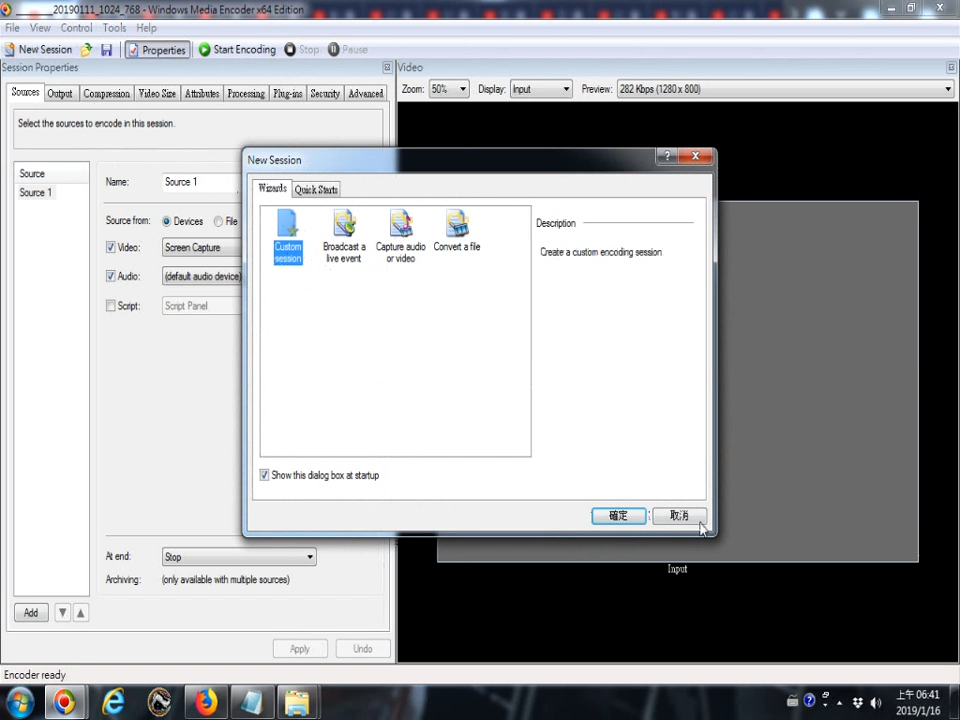 ________20190111_1024_768 - Windows Media Encoder x64 Edition
File View Control Tools Help
New Session Properties Start Encoding Stop Pause
Session Properties
Video
Sources Output Compression Video Size Attributes Processing Plug-ins Security Advanced
Zoom: 50% Display: Input Preview: 282 Kbps (1280 x 800)
Select the sources to encode in this session.
Source
Source 1
Name: Source 1
Source from: Devices File
Video: Screen Capture
Audio: (default audio device)
Script: Script Panel
At end: Stop
Archiving: (only available with multiple sources)
Add
Apply Undo
New Session
Wizards Quick Starts
Custom session
Broadcast a live event
Capture audio or video
Convert a file
Description
Create a custom encoding session
Show this dialog box at startup
確定 取消
Input
Encoder ready
上午 06:41
2019/1/16